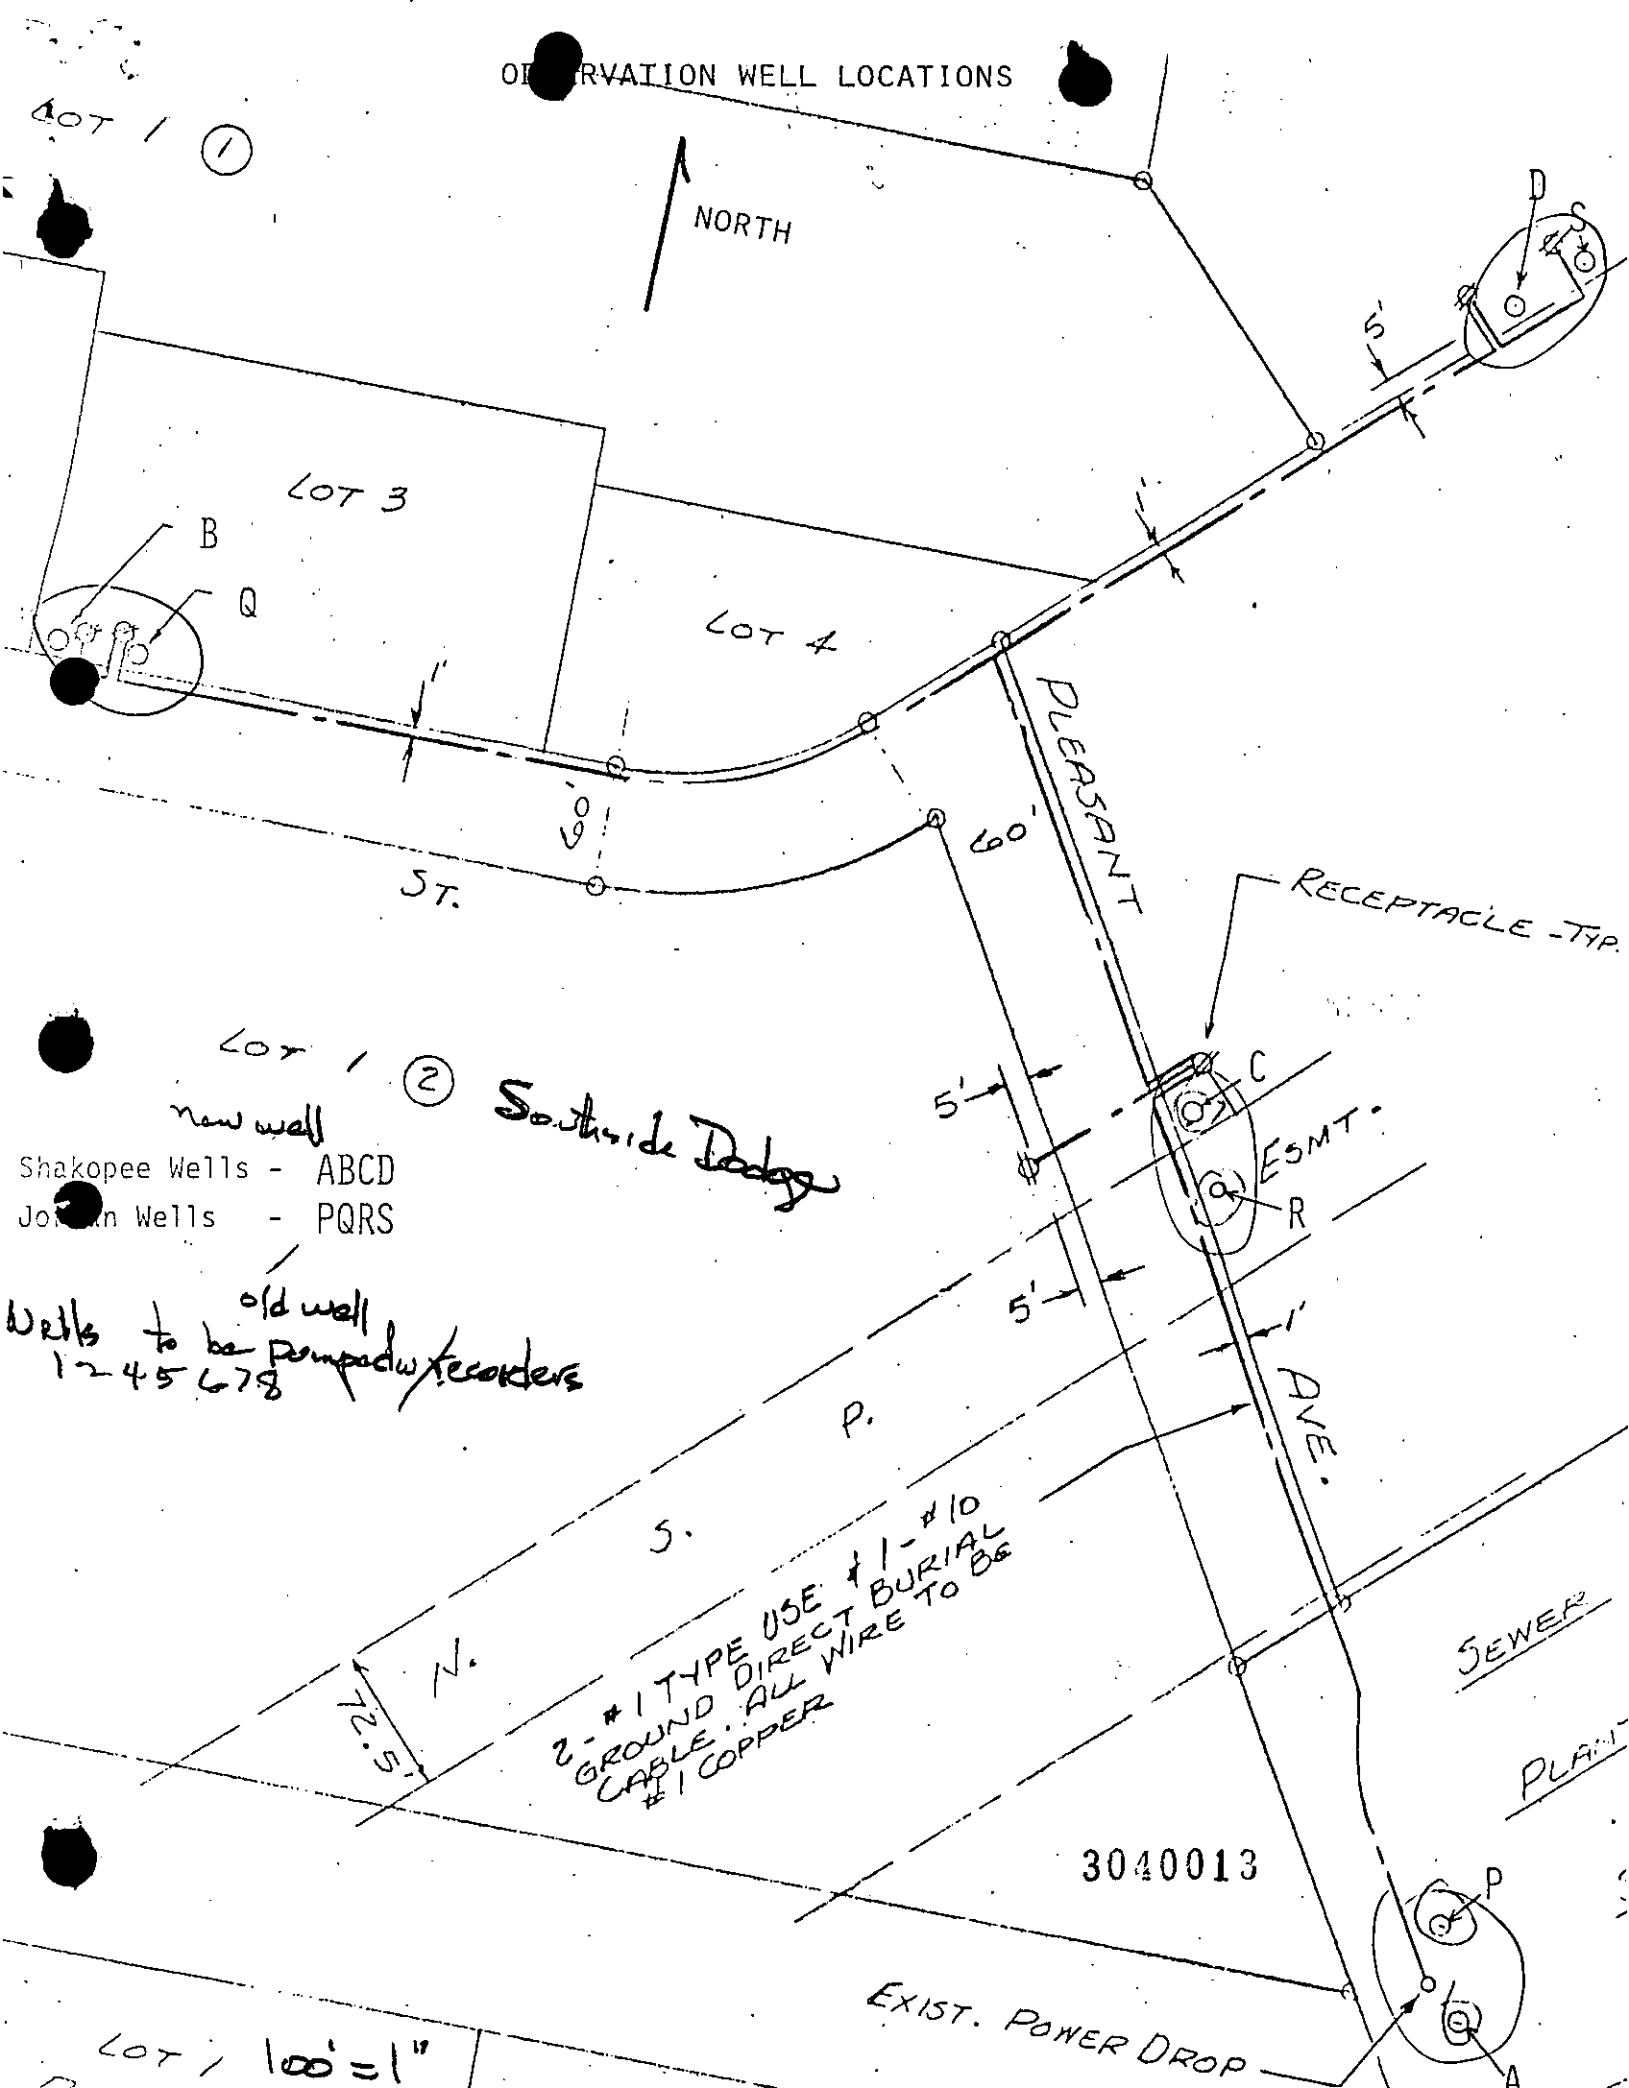 OBSERVATION WELL LOCATIONS
LOT 1 1
NORTH
D
S
5'
1'
LOT 3
B
Q
LOT 4
1'
PLEASANT
60'
60'
ST.
RECEPTACLE - TYP.
LOT 1 2 Southside Dodge
new well
Shakopee Wells - ABCD
Jordan Wells - PQRS
old well
Wells to be pumped w/recorders
1 2 4 5 6 7 8
5'
C
ESMT.
R
5'
1'
AVE.
N. S. P.
72.5'
2-#1 TYPE USE & 1-#10
GROUND DIRECT BURIAL
CABLE. ALL WIRE TO BE
#1 COPPER
SEWER
PLANT
3040013
P
EXIST. POWER DROP
A
LOT 1 100'=1"